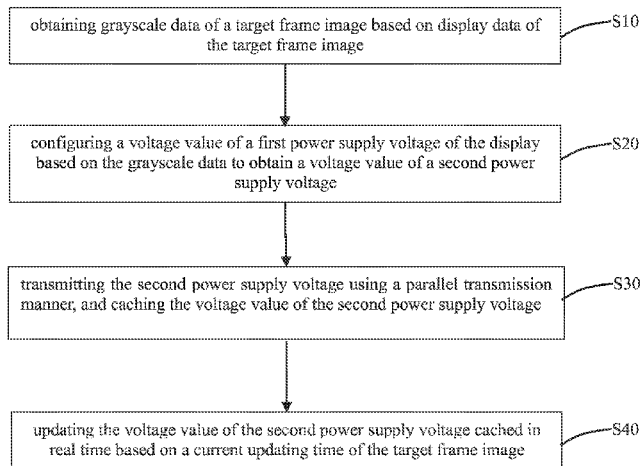 obtaining grayscale data of a target frame image based on display data of
the target frame image
S10
configuring a voltage value of a first power supply voltage of the display
based on the grayscale data to obtain a voltage value of a second power
supply voltage
S20
transmitting the second power supply voltage using a parallel transmission
manner, and caching the voltage value of the second power supply voltage
S30
updating the voltage value of the second power supply voltage cached in
real time based on a current updating time of the target frame image
S40